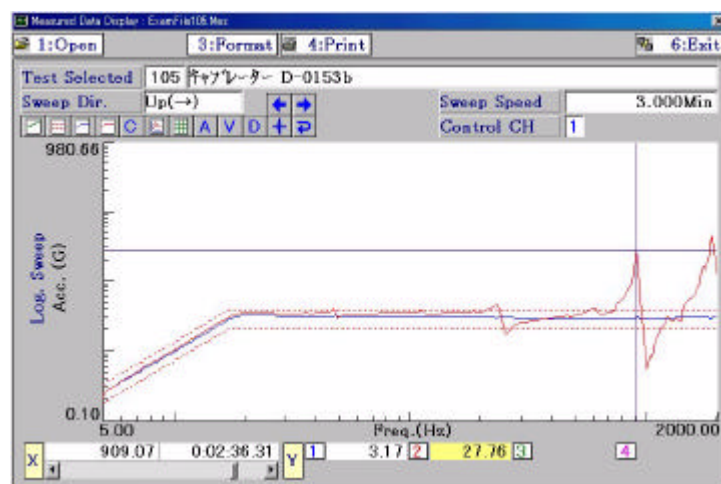 Measured Data Display : ExamFile105.Mes
1:Open 3:Format 4:Print 6:Exit
Test Selected 105 キャブレーター D-0153b
Sweep Dir. Up(→) Sweep Speed 3.000Min
C A V D Control CH 1
980.66
Log. Sweep
Acc. (G)
0.10
5.00 Freq.(Hz) 2000.00
X 909.07 0:02:36.31 Y 1 3.17 2 27.76 3 4